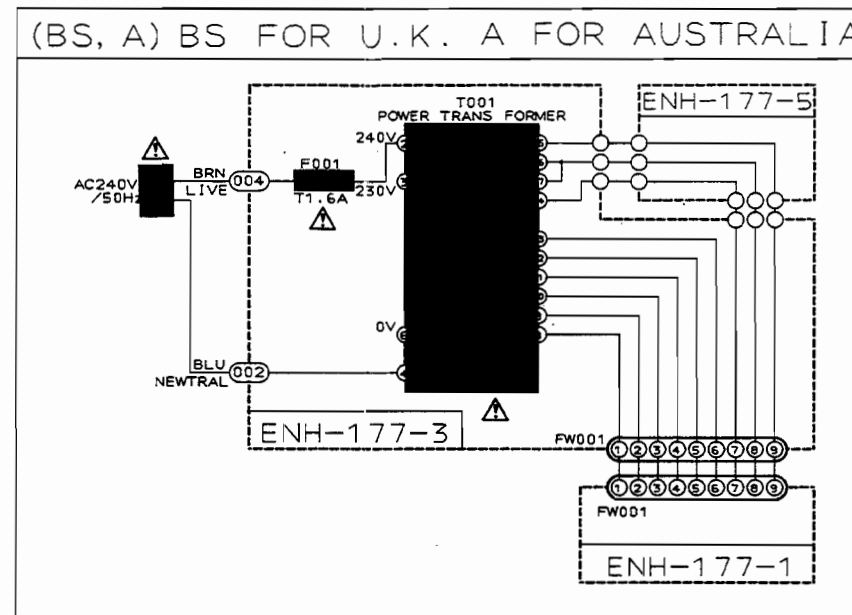 (BS, A) BS FOR U.K. A FOR AUSTRALIA
ENH-177-5
T001
POWER TRANS FORMER
240V
F001
BRN
004
AC240V
/50Hz
LIVE
T1.6A
230V
0V
BLU
002
NEWTRAL
ENH-177-3
FW001
1 2 3 4 5 6 7 8 9
1 2 3 4 5 6 7 8 9
FW001
ENH-177-1